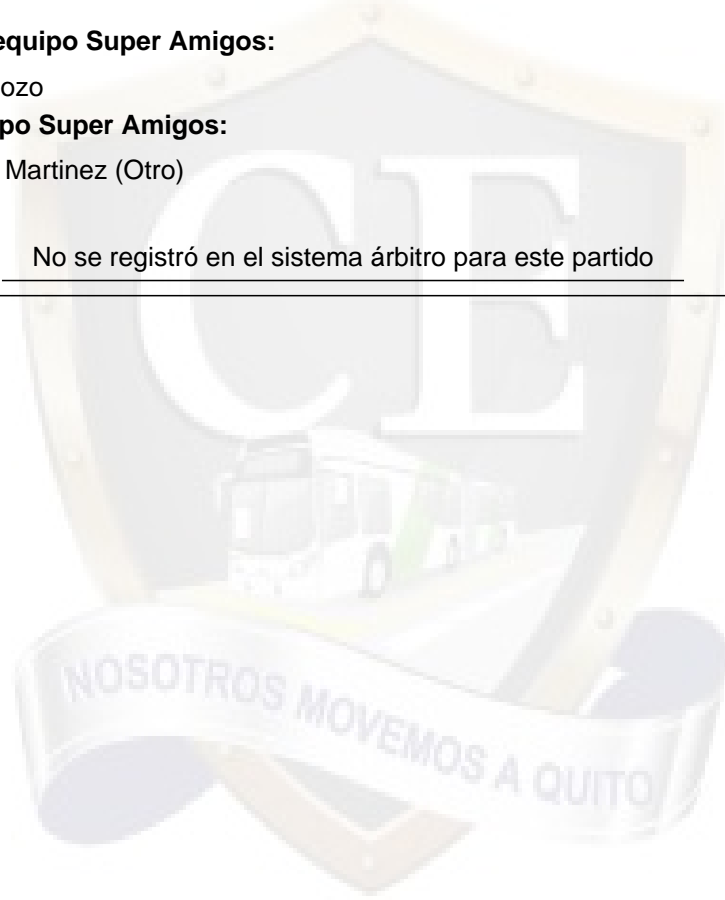 equipo Super Amigos:
ozo
po Super Amigos:
Martinez (Otro)
No se registró en el sistema árbitro para este partido
CE
NOSOTROS MOVEMOS A QUITO